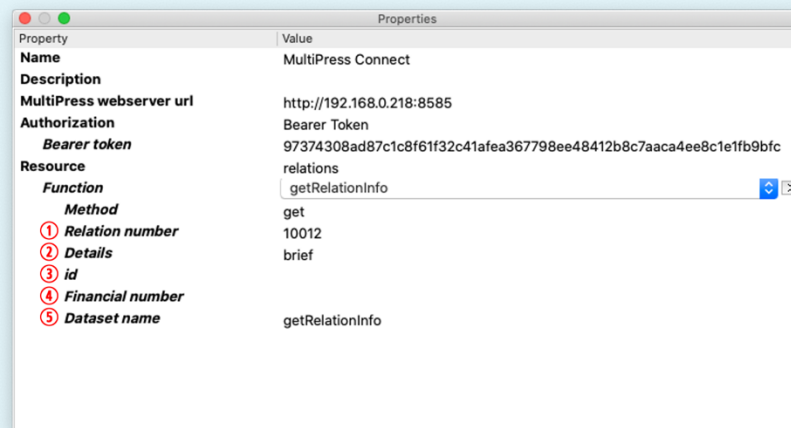 Properties
Property Value
Name MultiPress Connect
Description
MultiPress webserver url http://192.168.0.218:8585
Authorization Bearer Token
Bearer token 97374308ad87c1c8f61f32c41afea367798ee48412b8c7aaca4ee8c1e1fb9bfc
Resource relations
Function getRelationInfo
Method get
① Relation number 10012
② Details brief
③ id
④ Financial number
⑤ Dataset name getRelationInfo